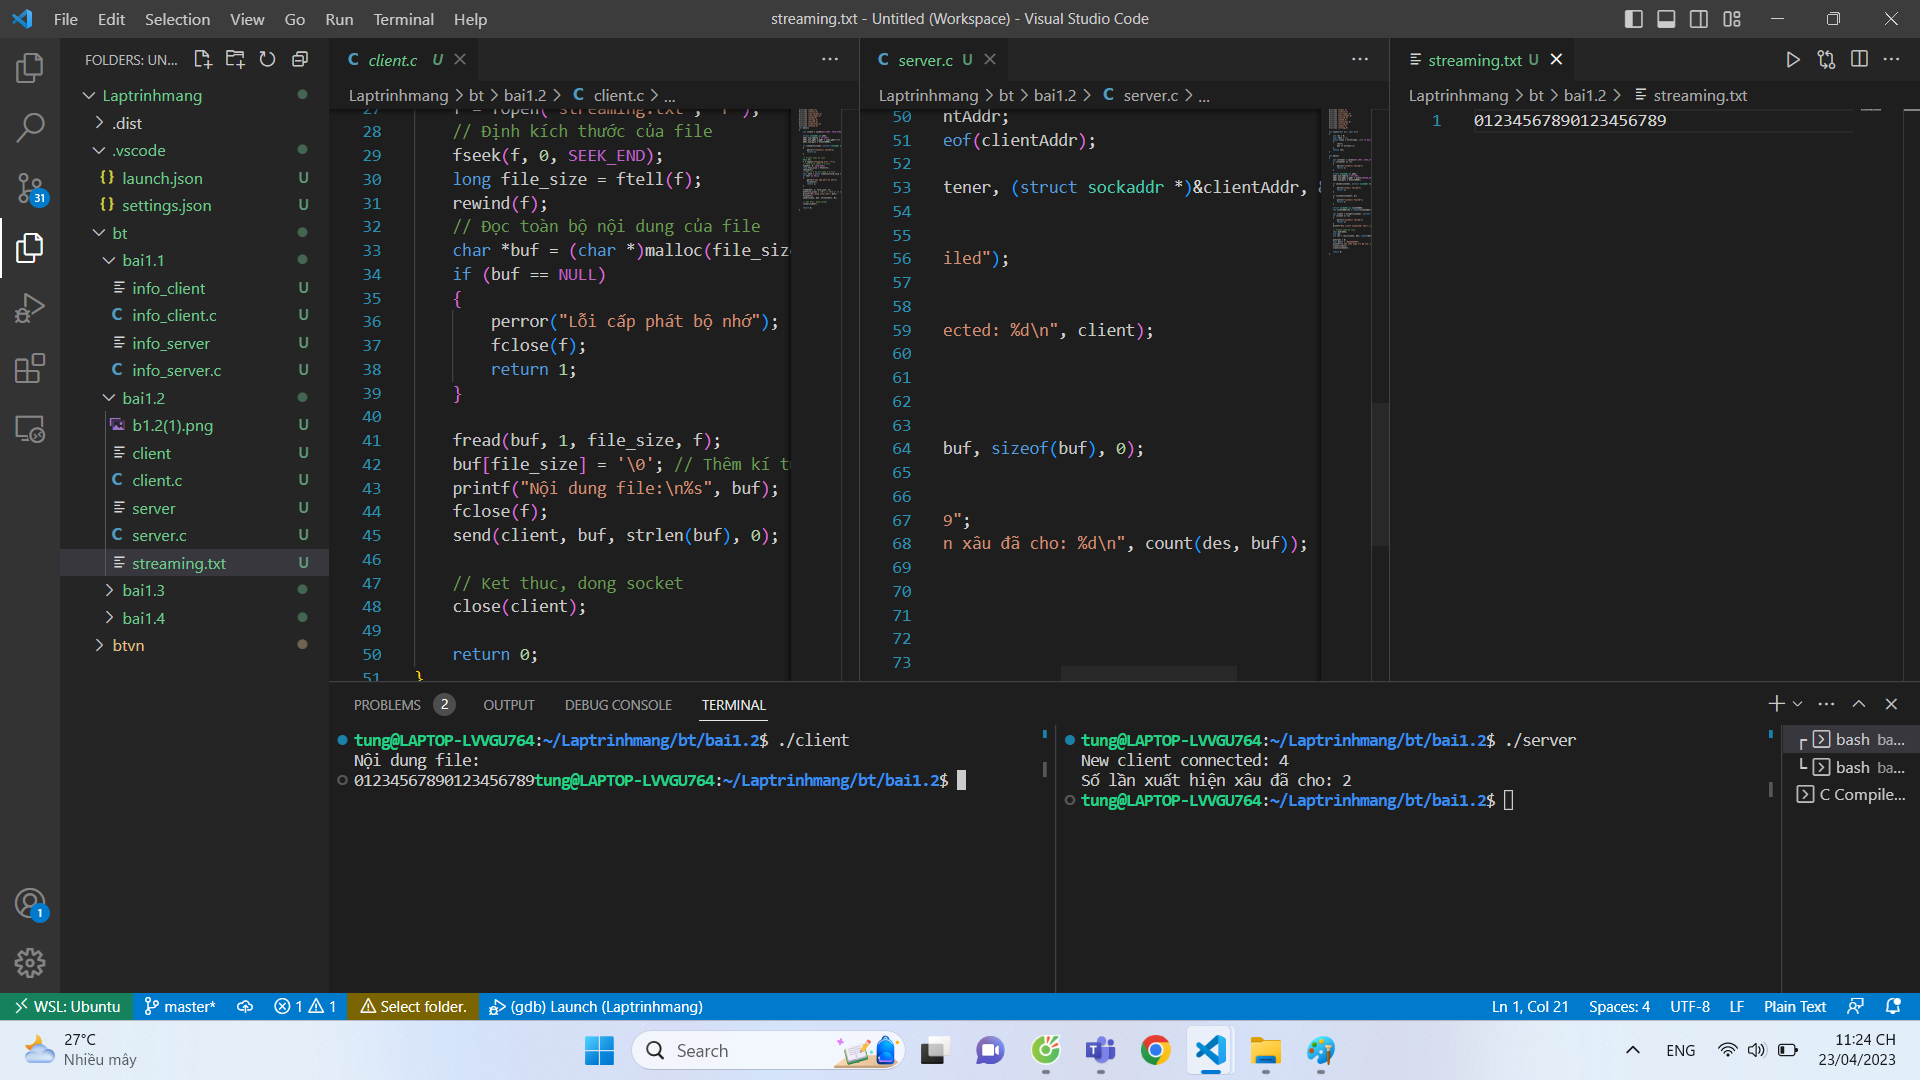 File Edit Selection View Go Run Terminal Help
streaming.txt - Untitled (Workspace) - Visual Studio Code
FOLDERS: UN...
Laptrinhmang
.dist
.vscode
launch.json U
settings.json U
bt
bai1.1
info_client U
info_client.c U
info_server U
info_server.c U
bai1.2
b1.2(1).png U
client U
client.c U
server U
server.c U
streaming.txt U
bai1.3
bai1.4
btvn
31
1
client.c U
Laptrinhmang > bt > bai1.2 > C client.c > ...
27 f = fopen("streaming.txt", "r");
28 // Định kích thước của file
29 fseek(f, 0, SEEK_END);
30 long file_size = ftell(f);
31 rewind(f);
32 // Đọc toàn bộ nội dung của file
33 char *buf = (char *)malloc(file_siz
34 if (buf == NULL)
35 {
36 perror("Lỗi cấp phát bộ nhớ");
37 fclose(f);
38 return 1;
39 }
40
41 fread(buf, 1, file_size, f);
42 buf[file_size] = '\0'; // Thêm kí t
43 printf("Nội dung file:\n%s", buf);
44 fclose(f);
45 send(client, buf, strlen(buf), 0);
46
47 // Ket thuc, dong socket
48 close(client);
49
50 return 0;
51 }
server.c U
Laptrinhmang > bt > bai1.2 > C server.c > ...
50 ntAddr;
51 eof(clientAddr);
52
53 tener, (struct sockaddr *)&clientAddr, &
54
55
56 iled");
57
58
59 ected: %d\n", client);
60
61
62
63
64 buf, sizeof(buf), 0);
65
66
67 9";
68 n xâu đã cho: %d\n", count(des, buf));
69
70
71
72
73
streaming.txt U
Laptrinhmang > bt > bai1.2 > streaming.txt
1 01234567890123456789
PROBLEMS 2 OUTPUT DEBUG CONSOLE TERMINAL
tung@LAPTOP-LVVGU764:~/Laptrinhmang/bt/bai1.2$ ./client
Nội dung file:
01234567890123456789tung@LAPTOP-LVVGU764:~/Laptrinhmang/bt/bai1.2$
tung@LAPTOP-LVVGU764:~/Laptrinhmang/bt/bai1.2$ ./server
New client connected: 4
Số lần xuất hiện xâu đã cho: 2
tung@LAPTOP-LVVGU764:~/Laptrinhmang/bt/bai1.2$
bash ba...
bash ba...
C Compile...
WSL: Ubuntu master* 1 1 Select folder. (gdb) Launch (Laptrinhmang) Ln 1, Col 21 Spaces: 4 UTF-8 LF Plain Text
27°C
Nhiều mây
Search
ENG
11:24 CH
23/04/2023